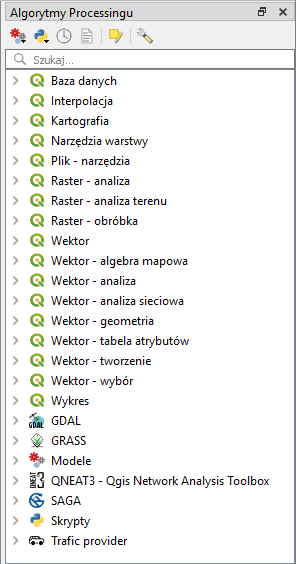 Algorytmy Processingu
Szukaj...
Baza danych
Interpolacja
Kartografia
Narzędzia warstwy
Plik - narzędzia
Raster - analiza
Raster - analiza terenu
Raster - obróbka
Wektor
Wektor - algebra mapowa
Wektor - analiza
Wektor - analiza sieciowa
Wektor - geometria
Wektor - tabela atrybutów
Wektor - tworzenie
Wektor - wybór
Wykres
GDAL GDAL
GRASS
Modele
QNEAT3 QNEAT3 - Qgis Network Analysis Toolbox
SAGA
Skrypty
Trafic provider